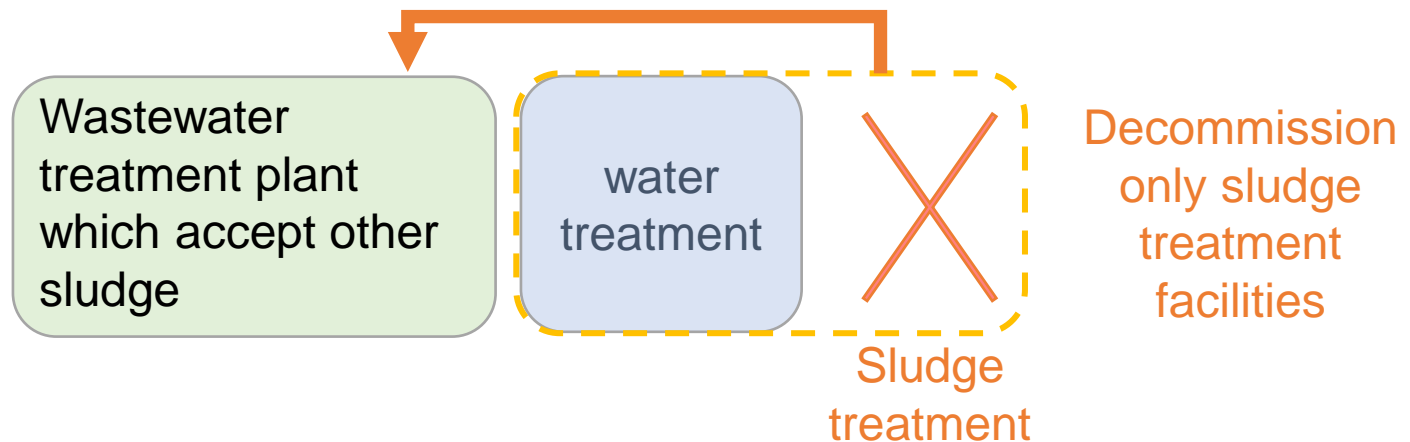 Wastewater
treatment plant
which accept other
sludge
water
treatment
Decommission
only sludge
treatment
facilities
Sludge
treatment